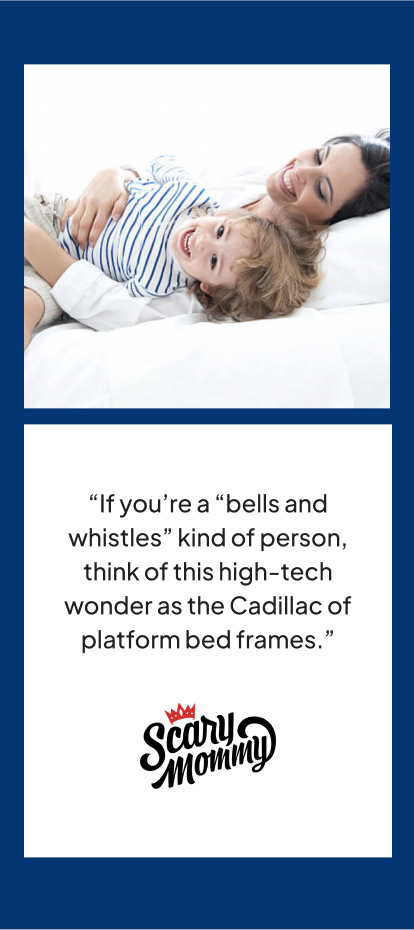 “If you’re a “bells and
whistles” kind of person,
think of this high-tech
wonder as the Cadillac of
platform bed frames.”
Scary
Mommy